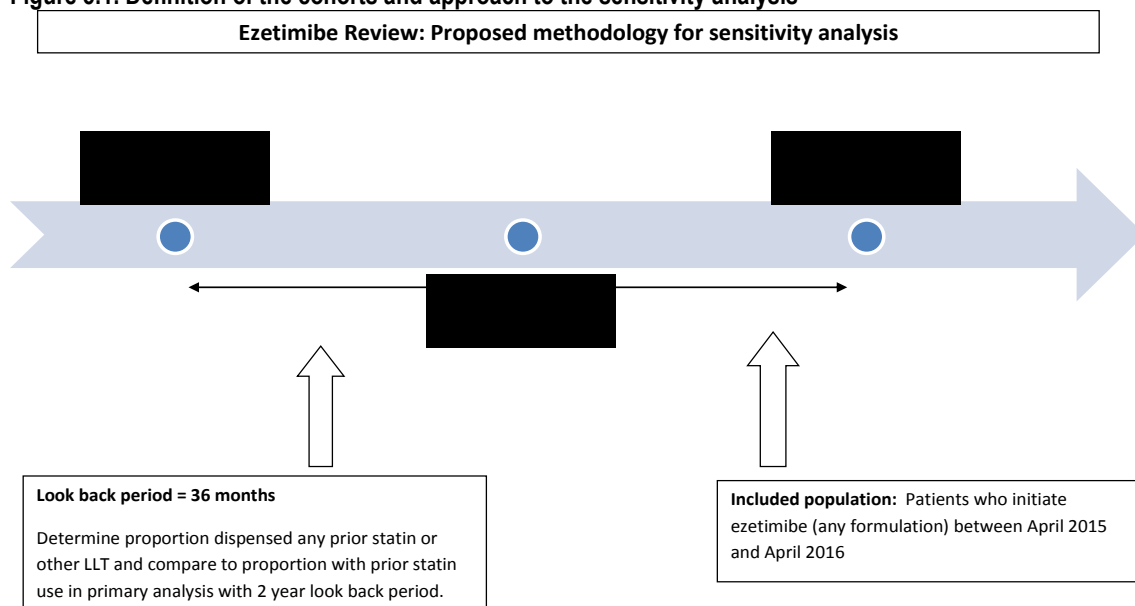 Figure 6.1: Definition of the cohorts and approach to the sensitivity analysis
Ezetimibe Review: Proposed methodology for sensitivity analysis
Look back period = 36 months
Determine proportion dispensed any prior statin or
other LLT and compare to proportion with prior statin
use in primary analysis with 2 year look back period.
Included population: Patients who initiate
ezetimibe (any formulation) between April 2015
and April 2016